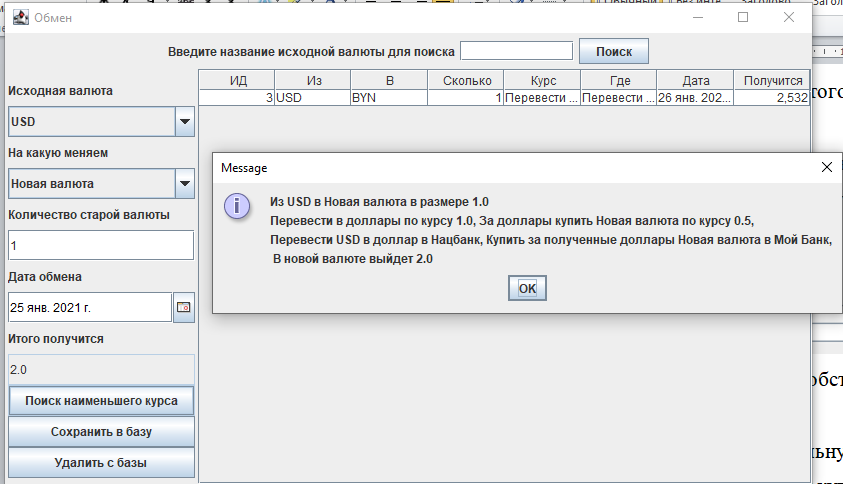 Обмен
Введите название исходной валюты для поиска
Поиск
ИД Из В Сколько Курс Где Дата Получится
3 USD BYN 1 Перевести ... Перевести ... 26 янв. 202... 2,532
Исходная валюта
USD
На какую меняем
Новая валюта
Количество старой валюты
1
Дата обмена
25 янв. 2021 г.
Итого получится
2.0
Поиск наименьшего курса
Сохранить в базу
Удалить с базы
Message
Из USD в Новая валюта в размере 1.0
Перевести в доллары по курсу 1.0, За доллары купить Новая валюта по курсу 0.5,
Перевести USD в доллар в Нацбанк, Купить за полученные доллары Новая валюта в Мой Банк,
В новой валюте выйдет 2.0
OK